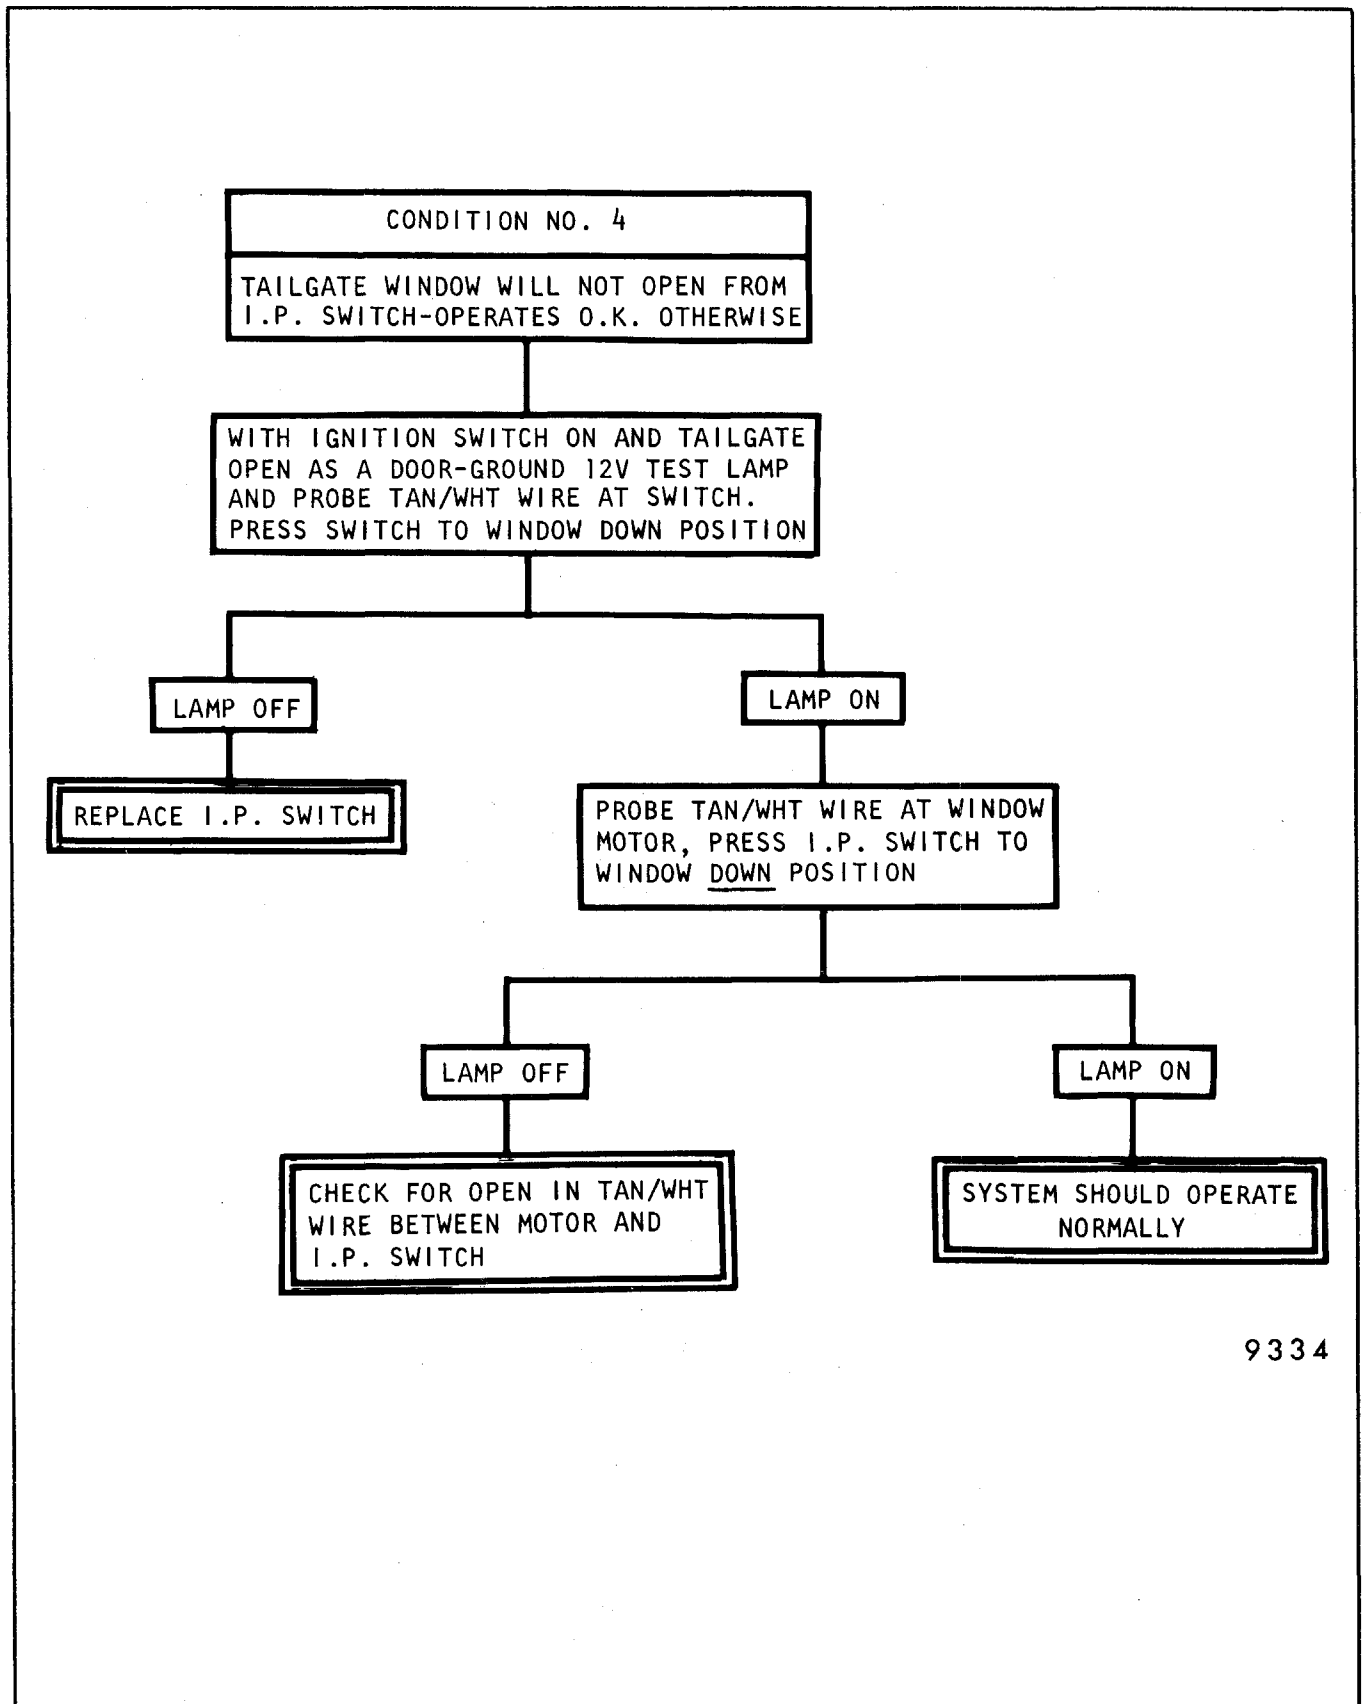 CONDITION NO. 4
TAILGATE WINDOW WILL NOT OPEN FROM
I.P. SWITCH-OPERATES O.K. OTHERWISE
WITH IGNITION SWITCH ON AND TAILGATE
OPEN AS A DOOR-GROUND 12V TEST LAMP
AND PROBE TAN/WHT WIRE AT SWITCH.
PRESS SWITCH TO WINDOW DOWN POSITION
LAMP OFF
LAMP ON
REPLACE I.P. SWITCH
PROBE TAN/WHT WIRE AT WINDOW
MOTOR, PRESS I.P. SWITCH TO
WINDOW DOWN POSITION
LAMP OFF
LAMP ON
CHECK FOR OPEN IN TAN/WHT
WIRE BETWEEN MOTOR AND
I.P. SWITCH
SYSTEM SHOULD OPERATE
NORMALLY
9334